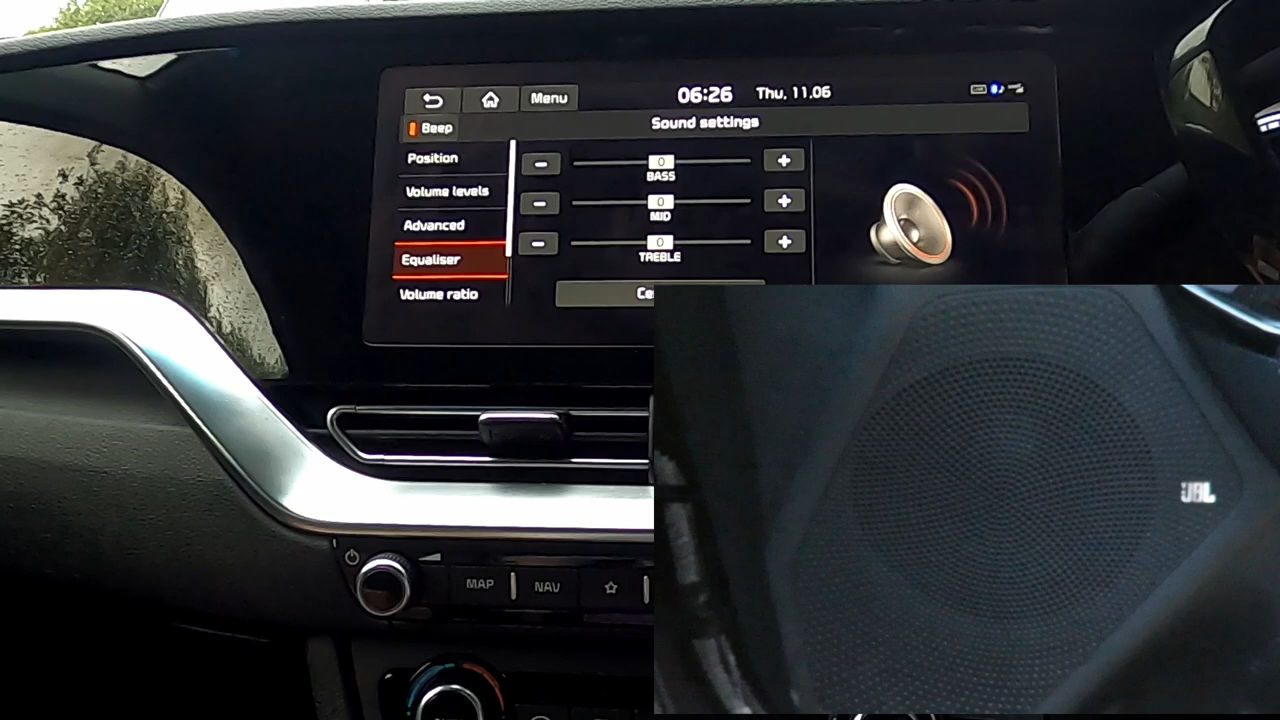 Menu
06:26 Thu, 11.06
Beep
Sound settings
Position
Volume levels
Advanced
Equaliser
Volume ratio
0
BASS
0
MID
0
TREBLE
MAP
NAV
JBL